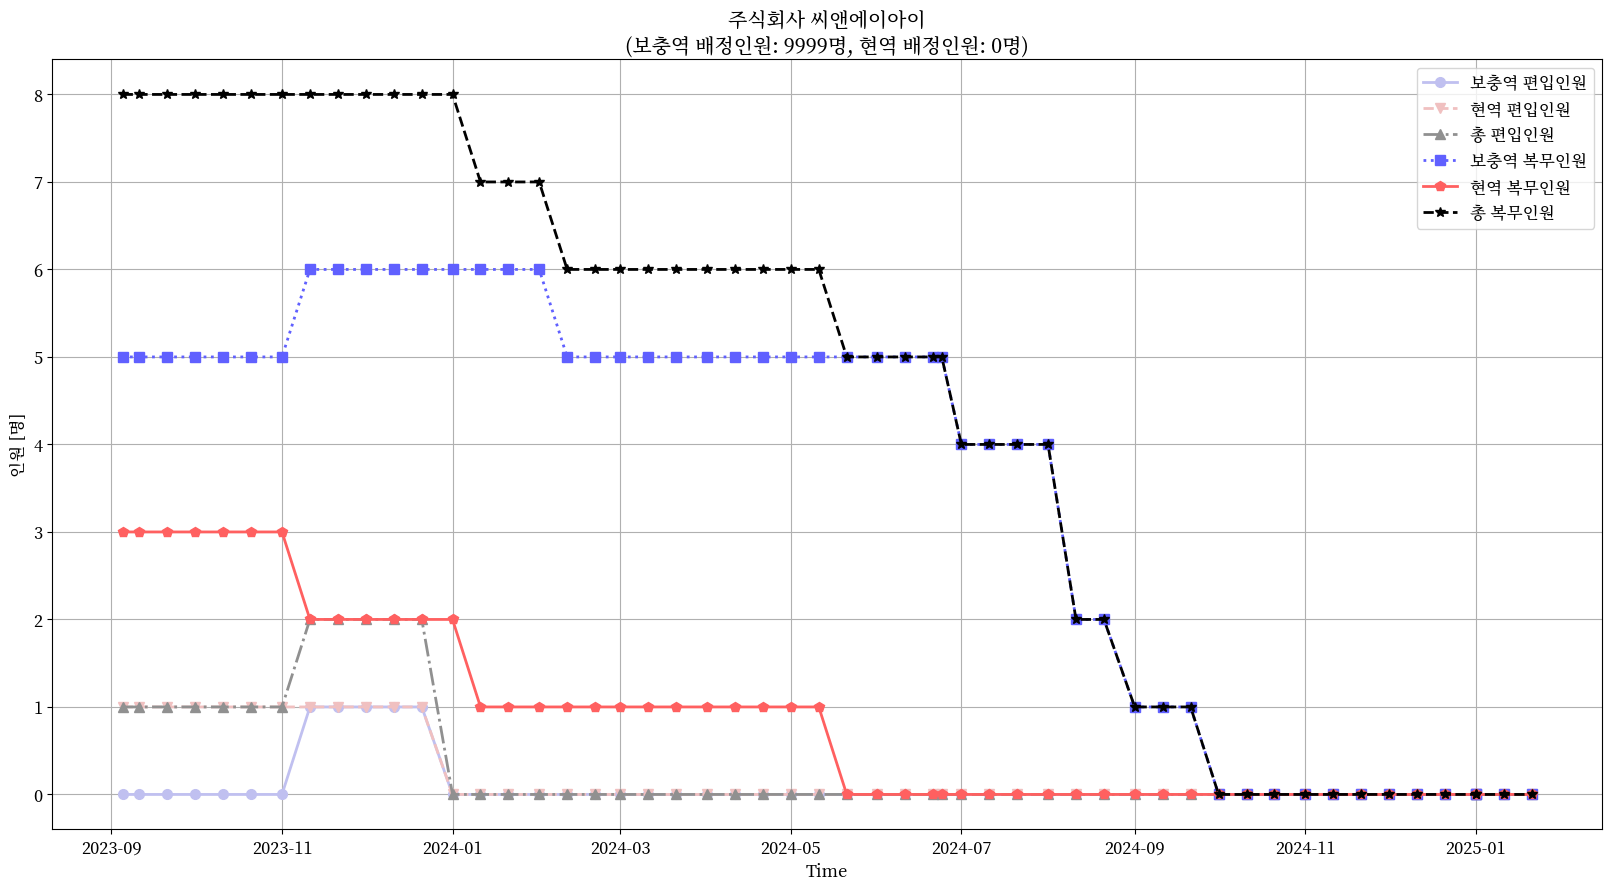 주식회사 씨앤에이아이
(보충역 배정인원: 9999명, 현역 배정인원: 0명)
보충역 편입인원
현역 편입인원
총 편입인원
보충역 복무인원
현역 복무인원
총 복무인원
인원 [명]
8
7
6
5
4
3
2
1
0
2023-09
2023-11
2024-01
2024-03
2024-05
2024-07
2024-09
2024-11
2025-01
Time